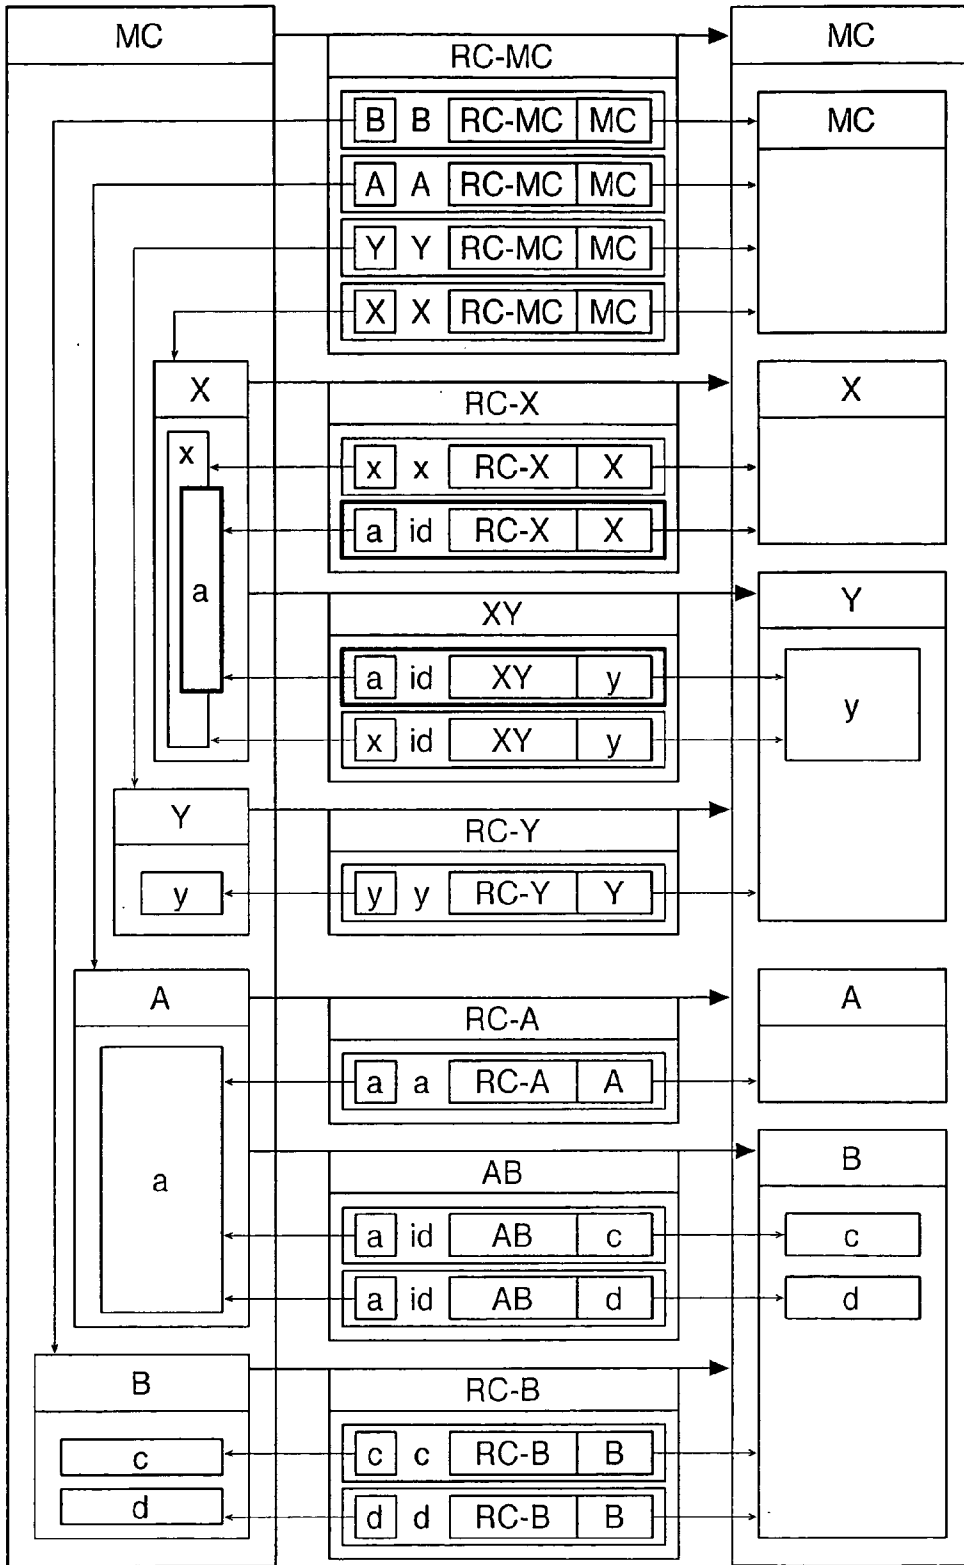 MC
MC
RC-MC
B B RC-MC MC
MC
A A RC-MC MC
Y Y RC-MC MC
X X RC-MC MC
X
X
RC-X
x
x x RC-X X
a id RC-X X
a
Y
XY
a id XY y
y
x id XY y
Y
RC-Y
y
y y RC-Y Y
A
A
RC-A
a a RC-A A
a
B
AB
a id AB c
c
a id AB d
d
B
RC-B
c
c c RC-B B
d
d d RC-B B